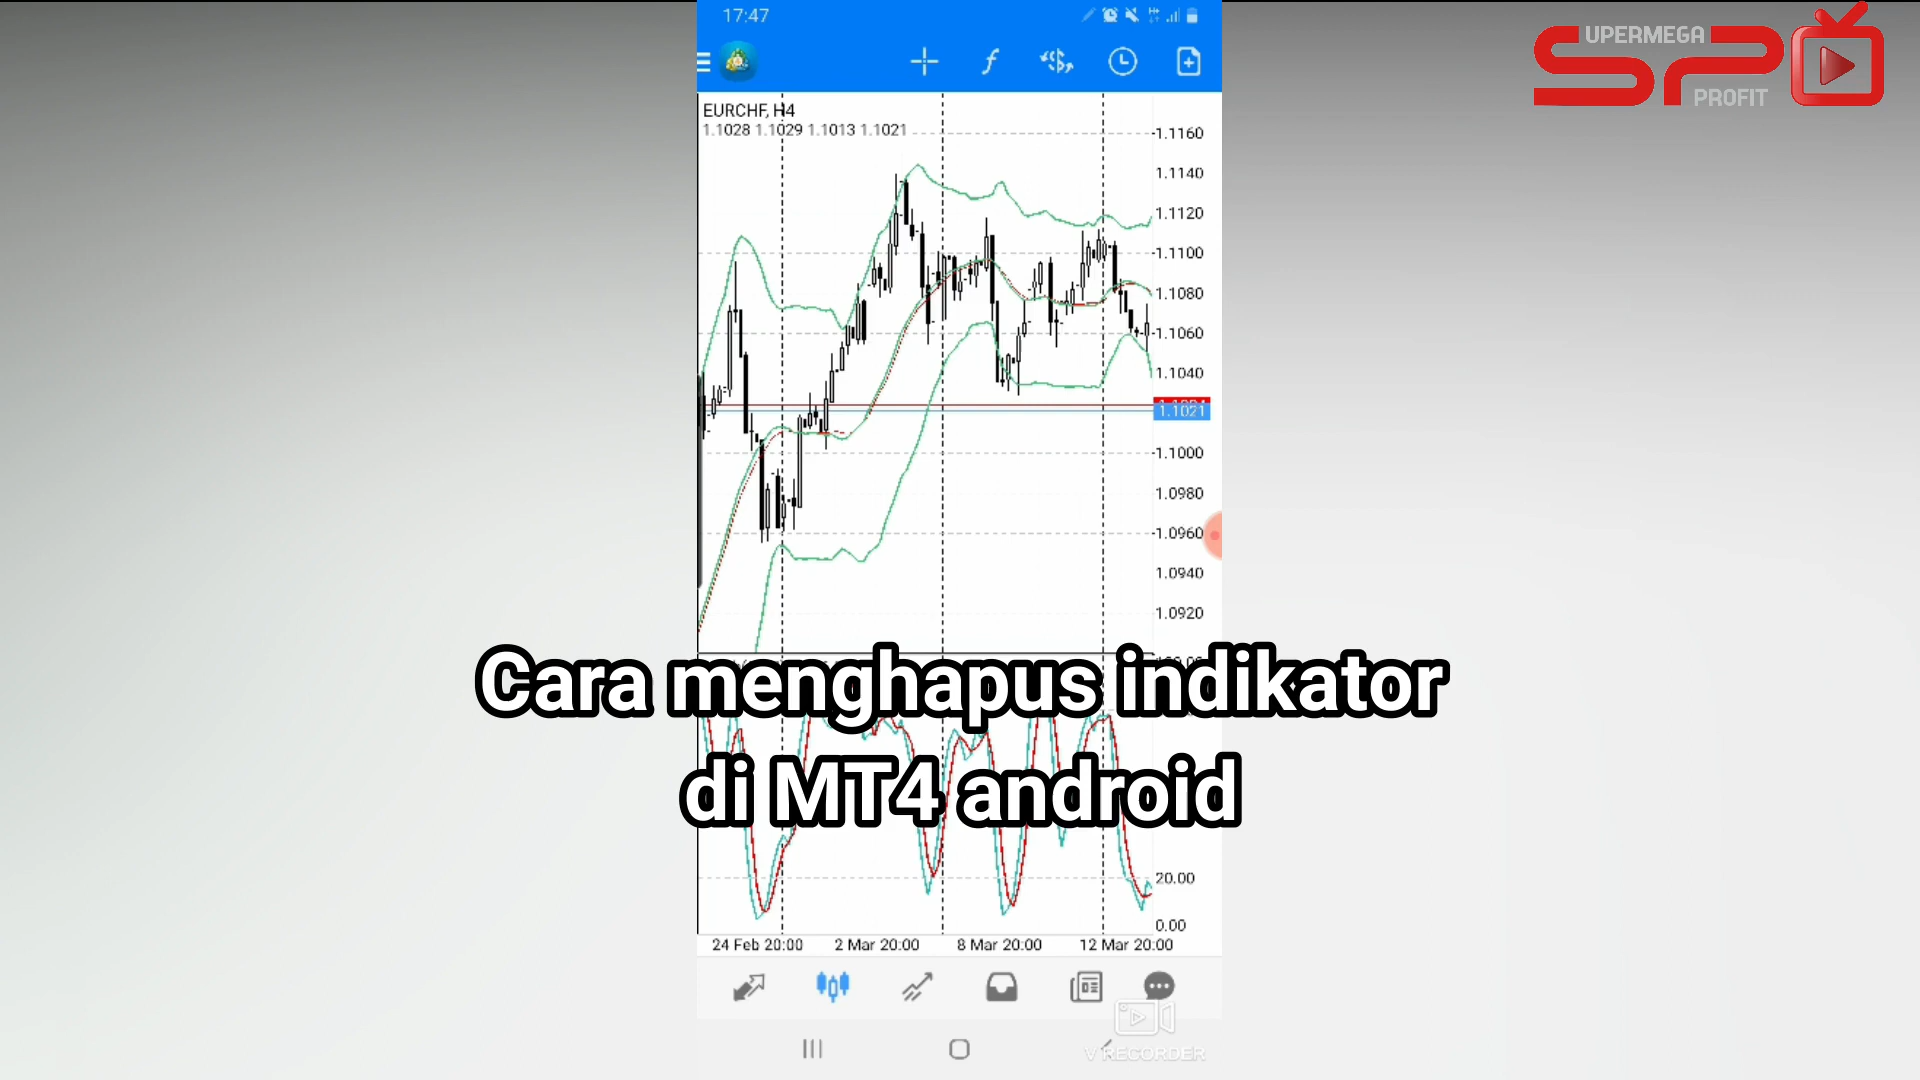 17:47
UPERMEGA
SP
PROFIT
EURCHF, H4
1.1028 1.1029 1.1013 1.1021
1.1160
1.1140
1.1120
1.1100
1.1080
1.1060
1.1040
1.1021
1.1000
1.0980
1.0960
1.0940
1.0920
Cara menghapus indikator
di MT4 android
20.00
0.00
24 Feb 20:00 2 Mar 20:00 8 Mar 20:00 12 Mar 20:00
V RECORDER